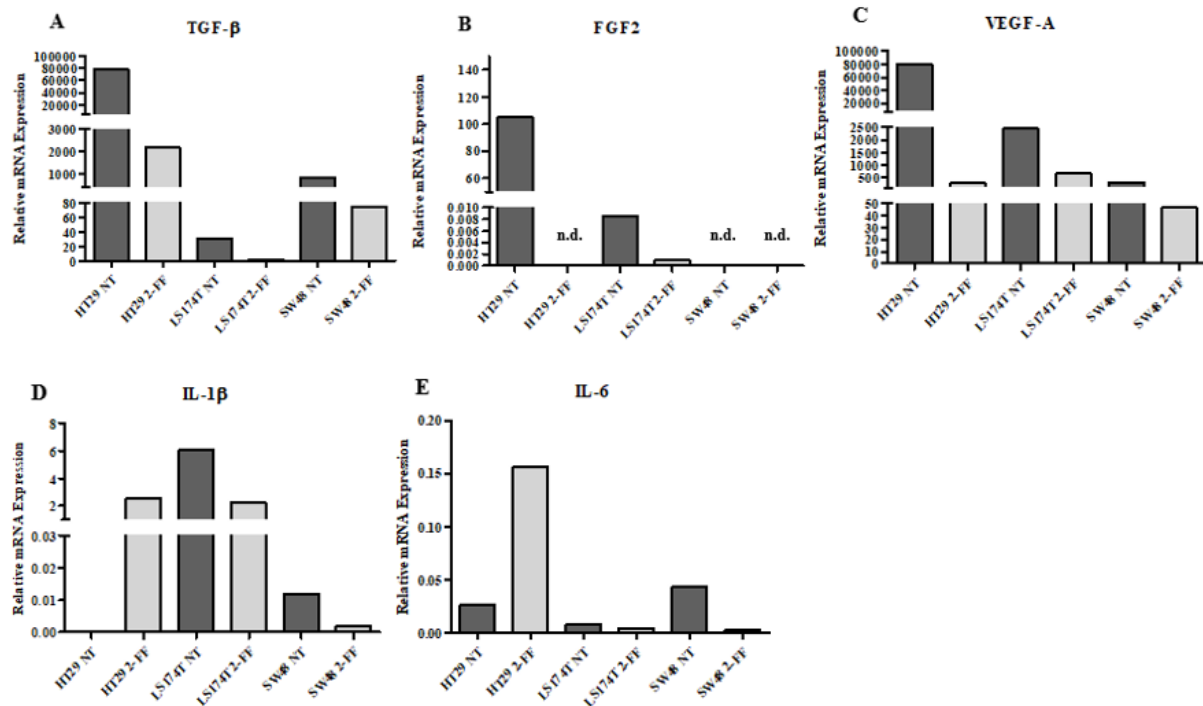 A
TGF-β
Relative mRNA Expression
100000
80000
60000
40000
20000
3000
2000
1000
80
60
40
20
0
HT29 NT
HT29 2-FF
LS174T NT
LS174T 2-FF
SW48 NT
SW48 2-FF
B
FGF2
Relative mRNA Expression
140
120
100
80
60
0.010
0.008
0.006
0.004
0.002
0.000
n.d.
n.d.
n.d.
HT29 NT
HT29 2-FF
LS174T NT
LS174T 2-FF
SW48 NT
SW48 2-FF
C
VEGF-A
Relative mRNA Expression
100000
80000
60000
40000
20000
2500
2000
1500
1000
500
50
40
30
20
10
0
HT29 NT
HT29 2-FF
LS174T NT
LS174T 2-FF
SW48 NT
SW48 2-FF
D
IL-1β
Relative mRNA Expression
8
6
4
2
0.03
0.02
0.01
0.00
HT29 NT
HT29 2-FF
LS174T NT
LS174T 2-FF
SW48 NT
SW48 2-FF
E
IL-6
Relative mRNA Expression
0.20
0.15
0.10
0.05
0.00
HT29 NT
HT29 2-FF
LS174T NT
LS174T 2-FF
SW48 NT
SW48 2-FF